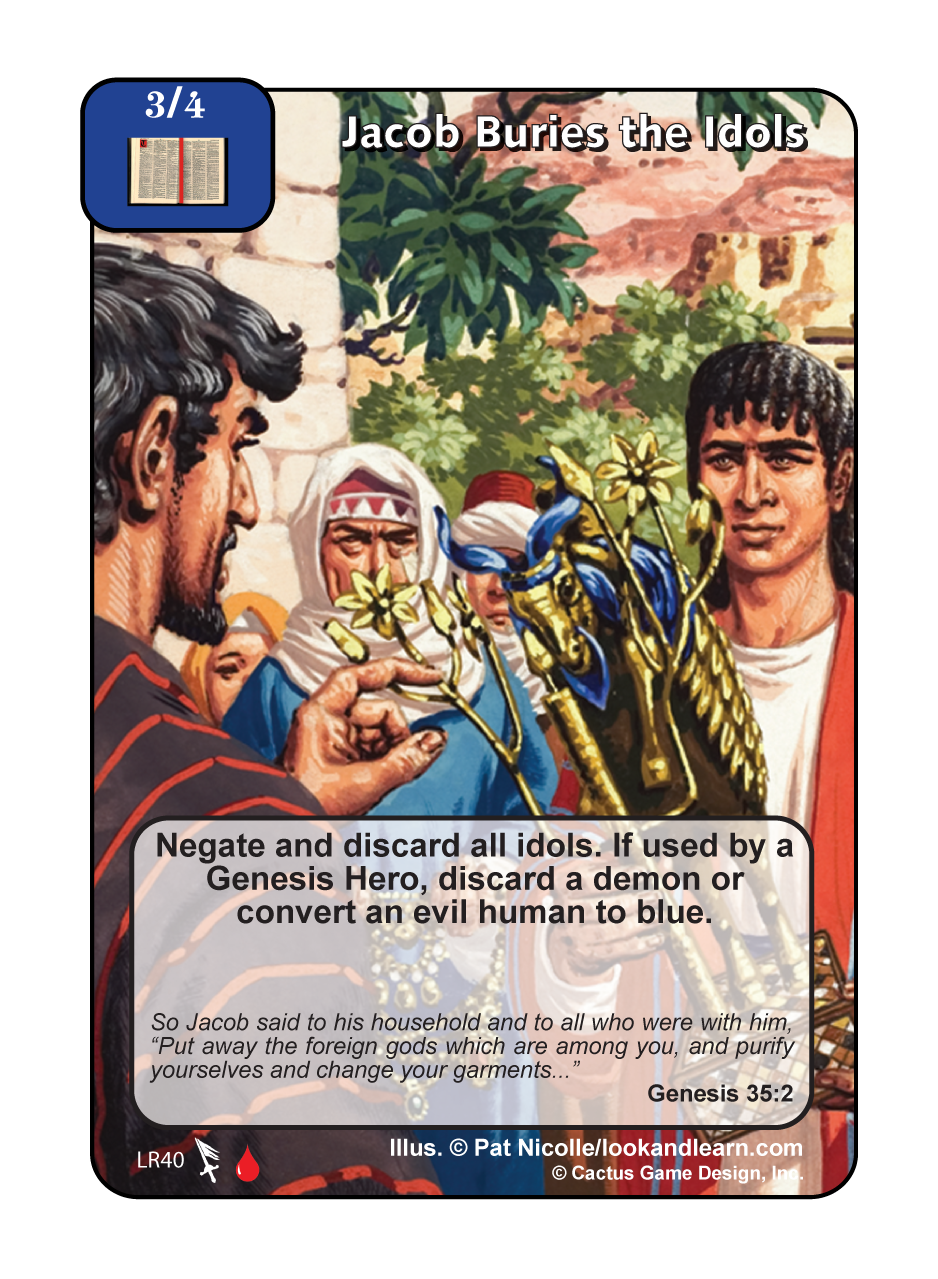 3/4
Jacob Buries the Idols
Negate and discard all idols. If used by a
Genesis Hero, discard a demon or
convert an evil human to blue.
So Jacob said to his household and to all who were with him,
“Put away the foreign gods which are among you, and purify
yourselves and change your garments...”
Genesis 35:2
LR40
Illus. © Pat Nicolle/lookandlearn.com
© Cactus Game Design, Inc.